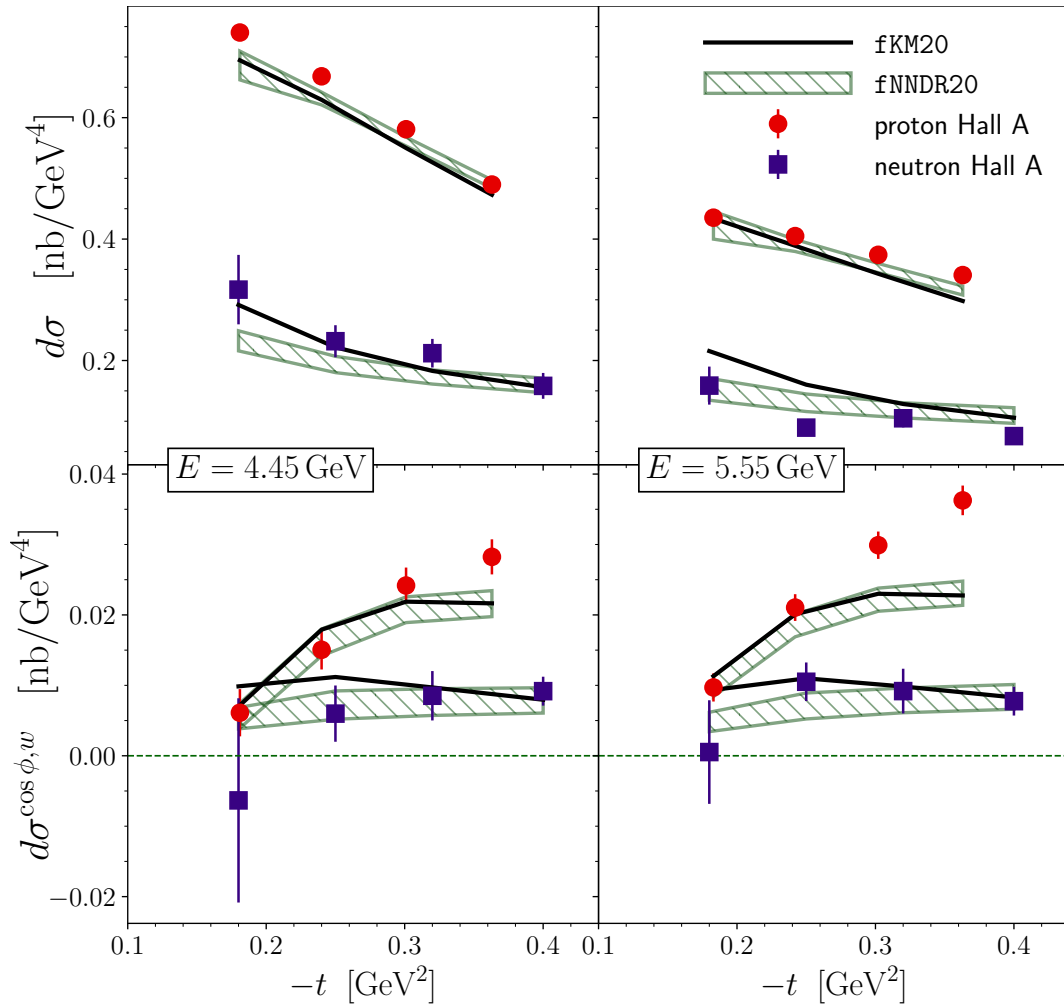 fKM20
fNNDR20
proton Hall A
neutron Hall A
dσ [nb/GeV⁴]
0.6
0.4
0.2
E = 4.45 GeV
E = 5.55 GeV
dσ^{cos ϕ,w} [nb/GeV⁴]
0.04
0.02
0.00
−0.02
0.1 0.2 0.3 0.4 0.1 0.2 0.3 0.4
−t [GeV²] −t [GeV²]